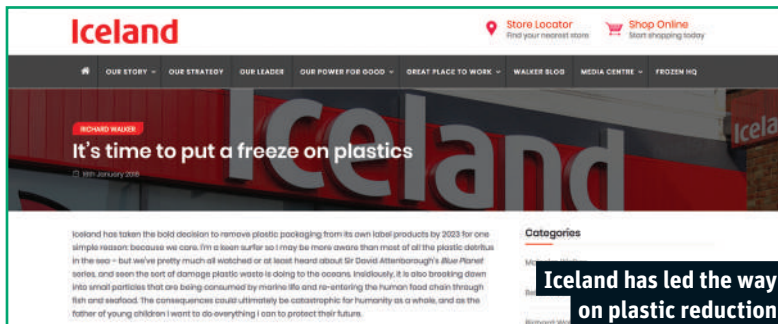 Iceland
Store Locator
Find your nearest store
Shop Online
Start shopping today
OUR STORY
OUR STRATEGY
OUR LEADER
OUR POWER FOR GOOD
GREAT PLACE TO WORK
WALKER BLOG
MEDIA CENTRE
FROZEN HQ
Iceland
Icela
RICHARD WALKER
It's time to put a freeze on plastics
16th January 2018
Iceland has taken the bold decision to remove plastic packaging from its own label products by 2023 for one
simple reason: because we care. I'm a keen surfer so I may be more aware than most of all the plastic detritus
in the sea – but we've pretty much all watched or at least heard about Sir David Attenborough's Blue Planet
series, and seen the sort of damage plastic waste is doing to the oceans. Insidiously, it is also breaking down
into small particles that are being consumed by marine life and re-entering the human food chain through
fish and seafood. The consequences could ultimately be catastrophic for humanity as a whole, and as the
father of young children I want to do everything I can to protect their future.
Categories
Iceland has led the way
on plastic reduction